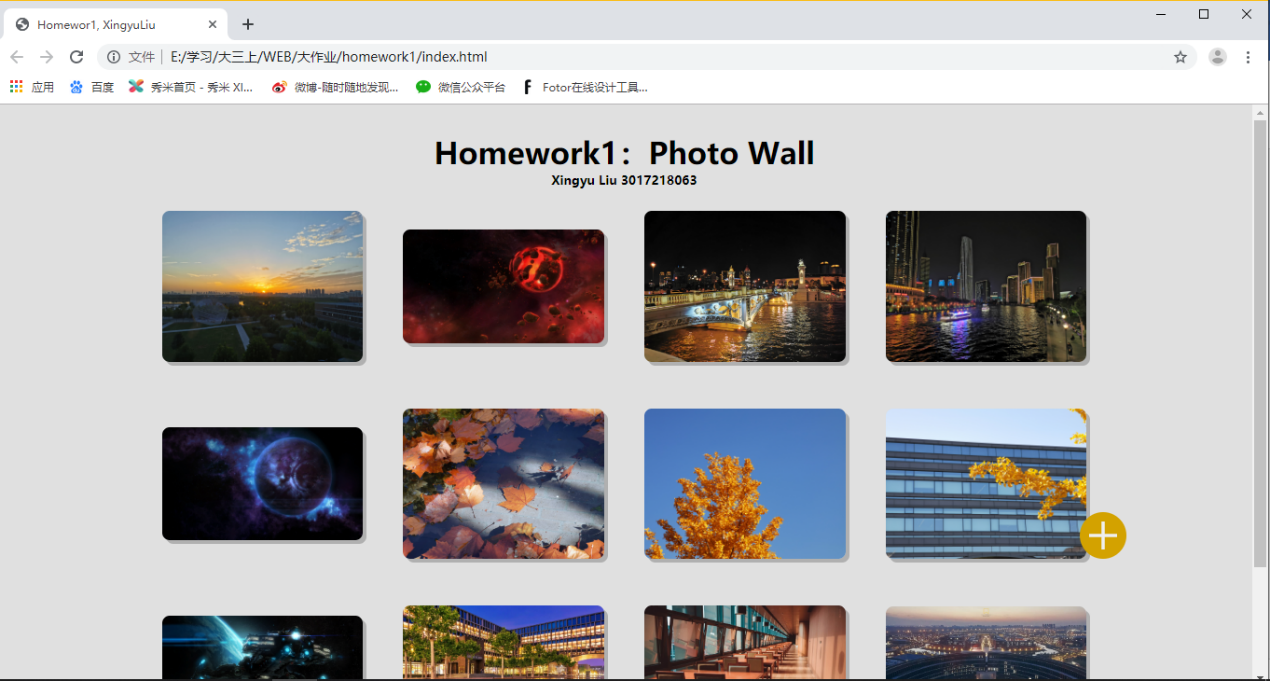 Homewor1, XingyuLiu
文件 | E:/学习/大三上/WEB/大作业/homework1/index.html
应用 百度 秀米首页 - 秀米 XI... 微博-随时随地发现... 微信公众平台 Fotor在线设计工具...
Homework1：Photo Wall
Xingyu Liu 3017218063